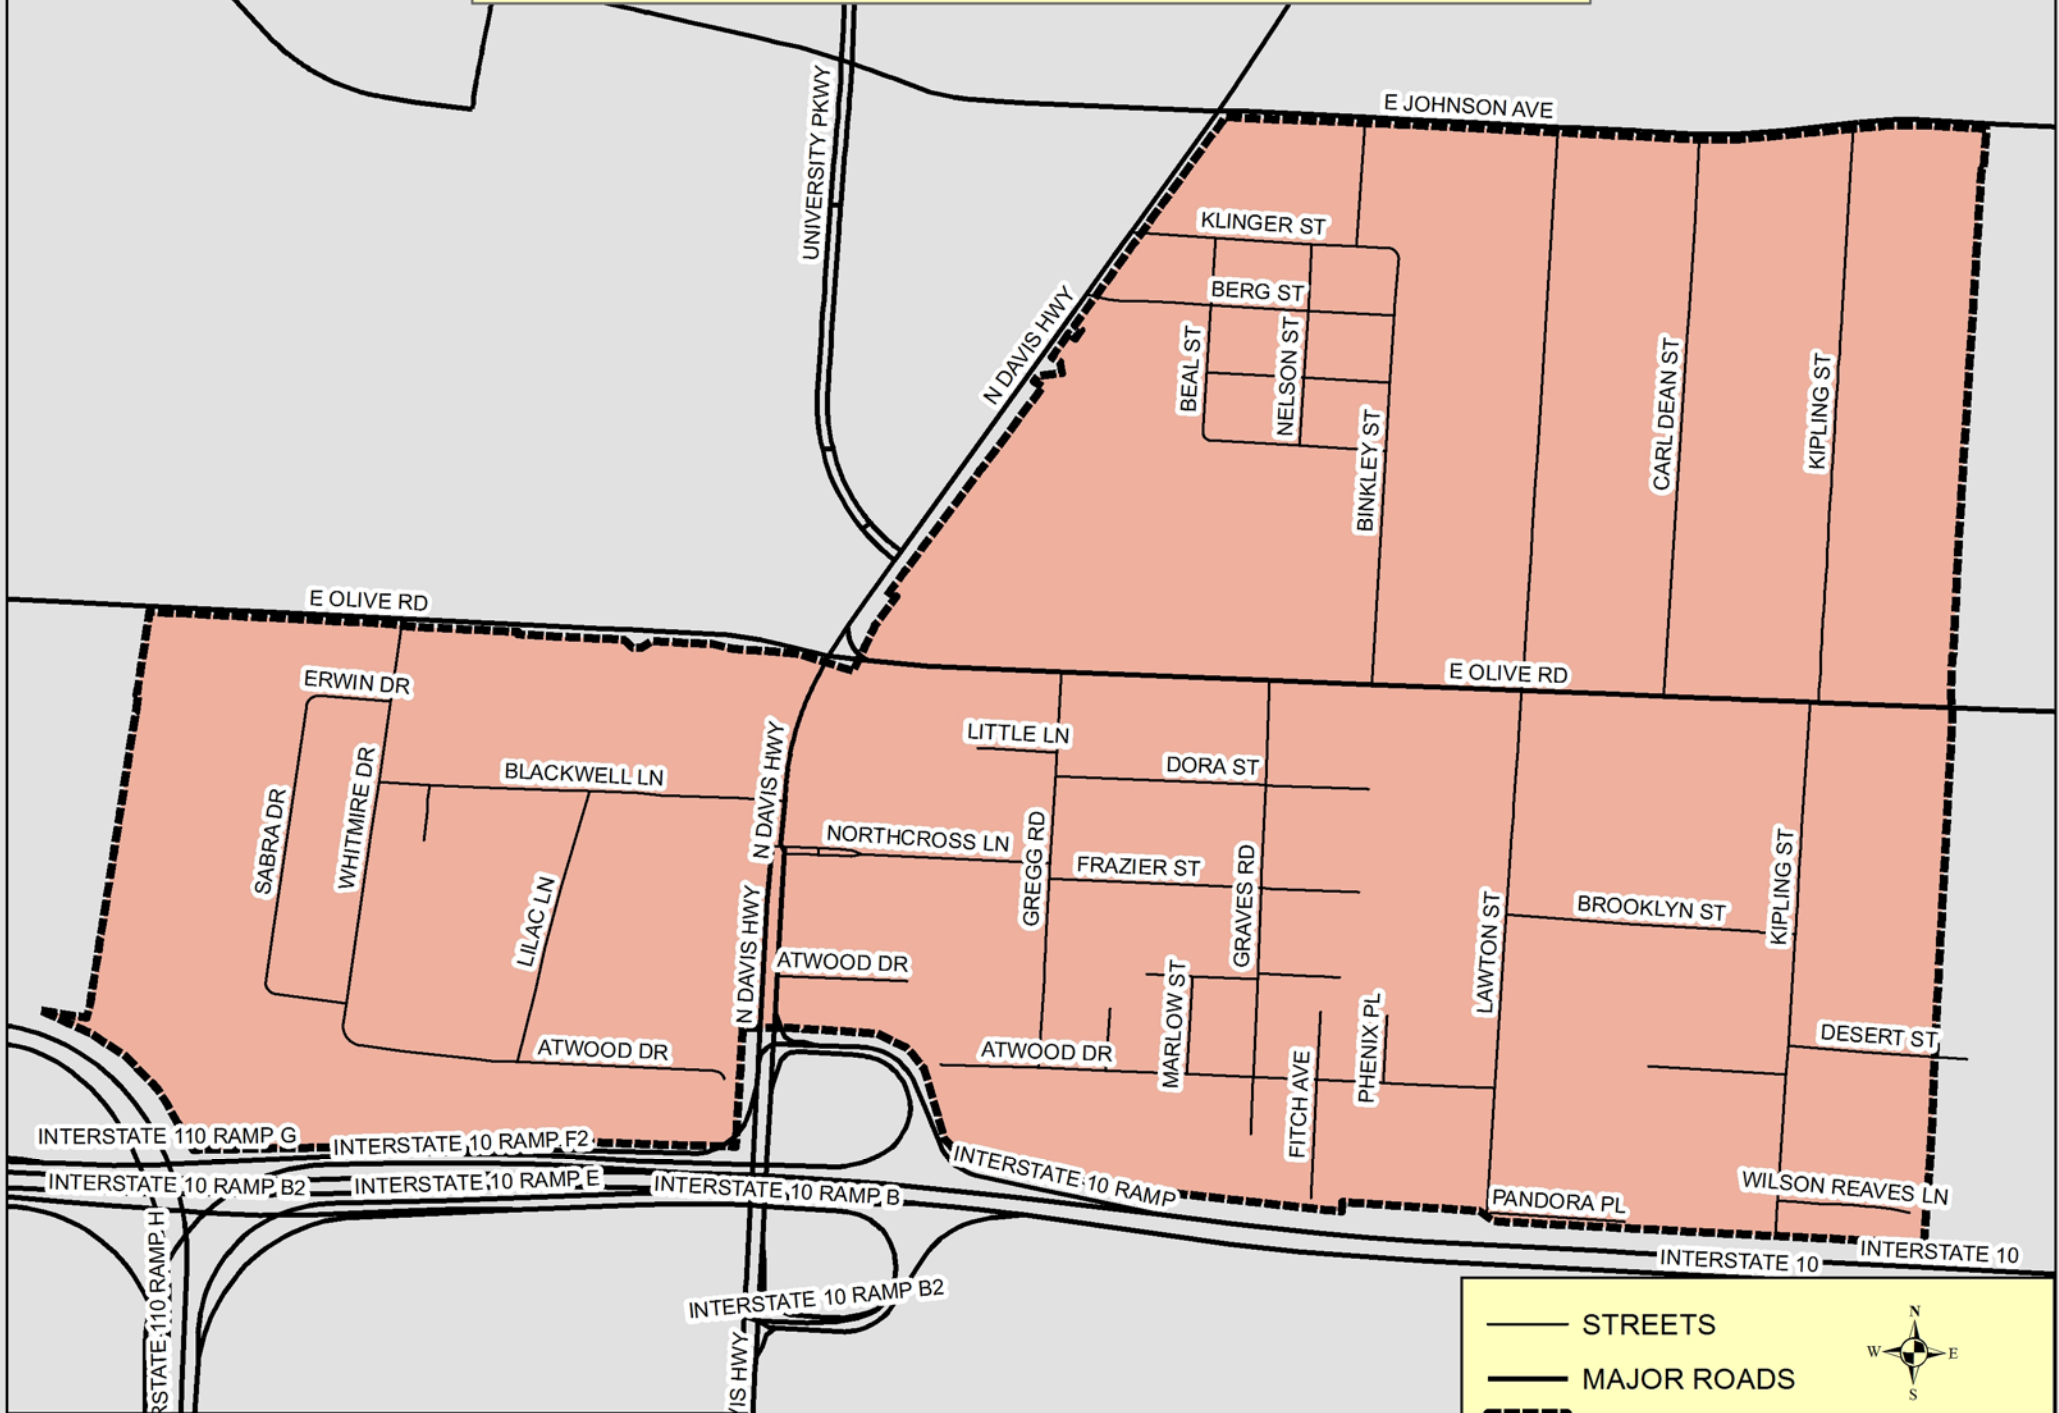 E JOHNSON AVE
UNIVERSITY PKWY
KLINGER ST
BERG ST
N DAVIS HWY
BEAL ST
NELSON ST
CARL DEAN ST
KIPLING ST
BINKLEY ST
E OLIVE RD
E OLIVE RD
ERWIN DR
LITTLE LN
N DAVIS HWY
DORA ST
BLACKWELL LN
WHITMIRE DR
SABRA DR
NORTHCROSS LN
GREGG RD
FRAZIER ST
GRAVES RD
KIPLING ST
LILAC LN
N DAVIS HWY
BROOKLYN ST
LAWTON ST
ATWOOD DR
MARLOW ST
PHENIX PL
DESERT ST
ATWOOD DR
ATWOOD DR
FITCH AVE
INTERSTATE 110 RAMP G
INTERSTATE 10 RAMP F2
INTERSTATE 10 RAMP
INTERSTATE 10 RAMP B2
INTERSTATE 10 RAMP E
INTERSTATE 10 RAMP B
WILSON REAVES LN
PANDORA PL
INTERSTATE 10
INTERSTATE 10
RSTATE 110 RAMP H
INTERSTATE 10 RAMP B2
VIS HWY
STREETS
MAJOR ROADS
N
W
E
S